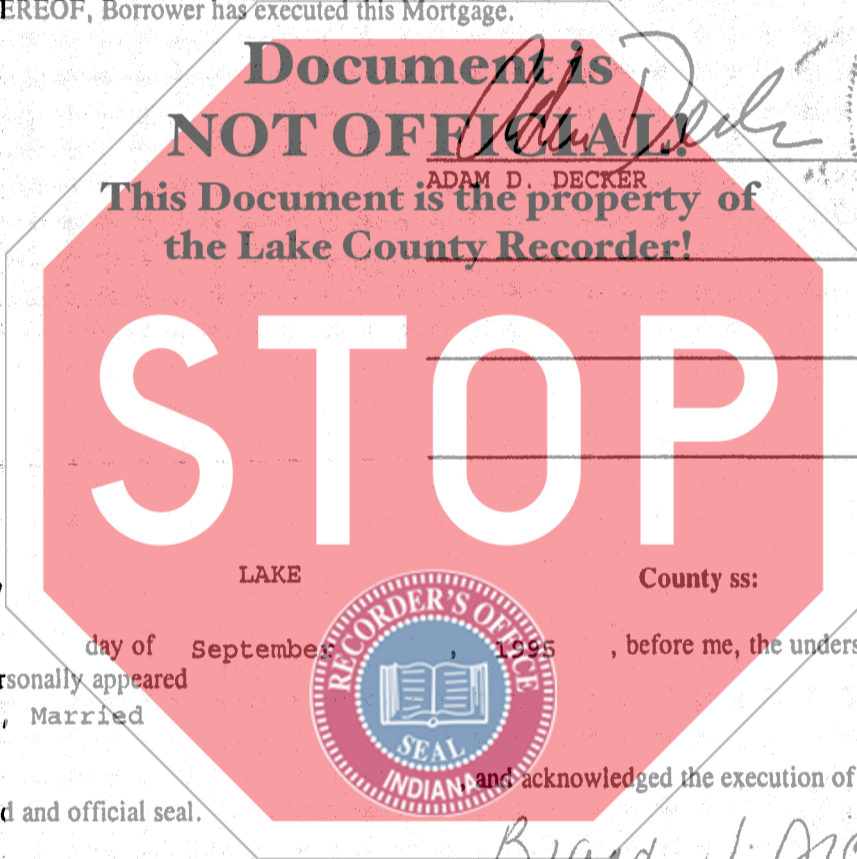 EREOF, Borrower has executed this Mortgage.
Document is
NOT OFFICIAL!
ADAM D. DECKER
This Document is the property of
the Lake County Recorder!
STOP
LAKE County ss:
day of September , 1995 , before me, the unders
rsonally appeared
, Married
RECORDER'S OFFICE
SEAL
INDIANA
, and acknowledged the execution of
d and official seal.